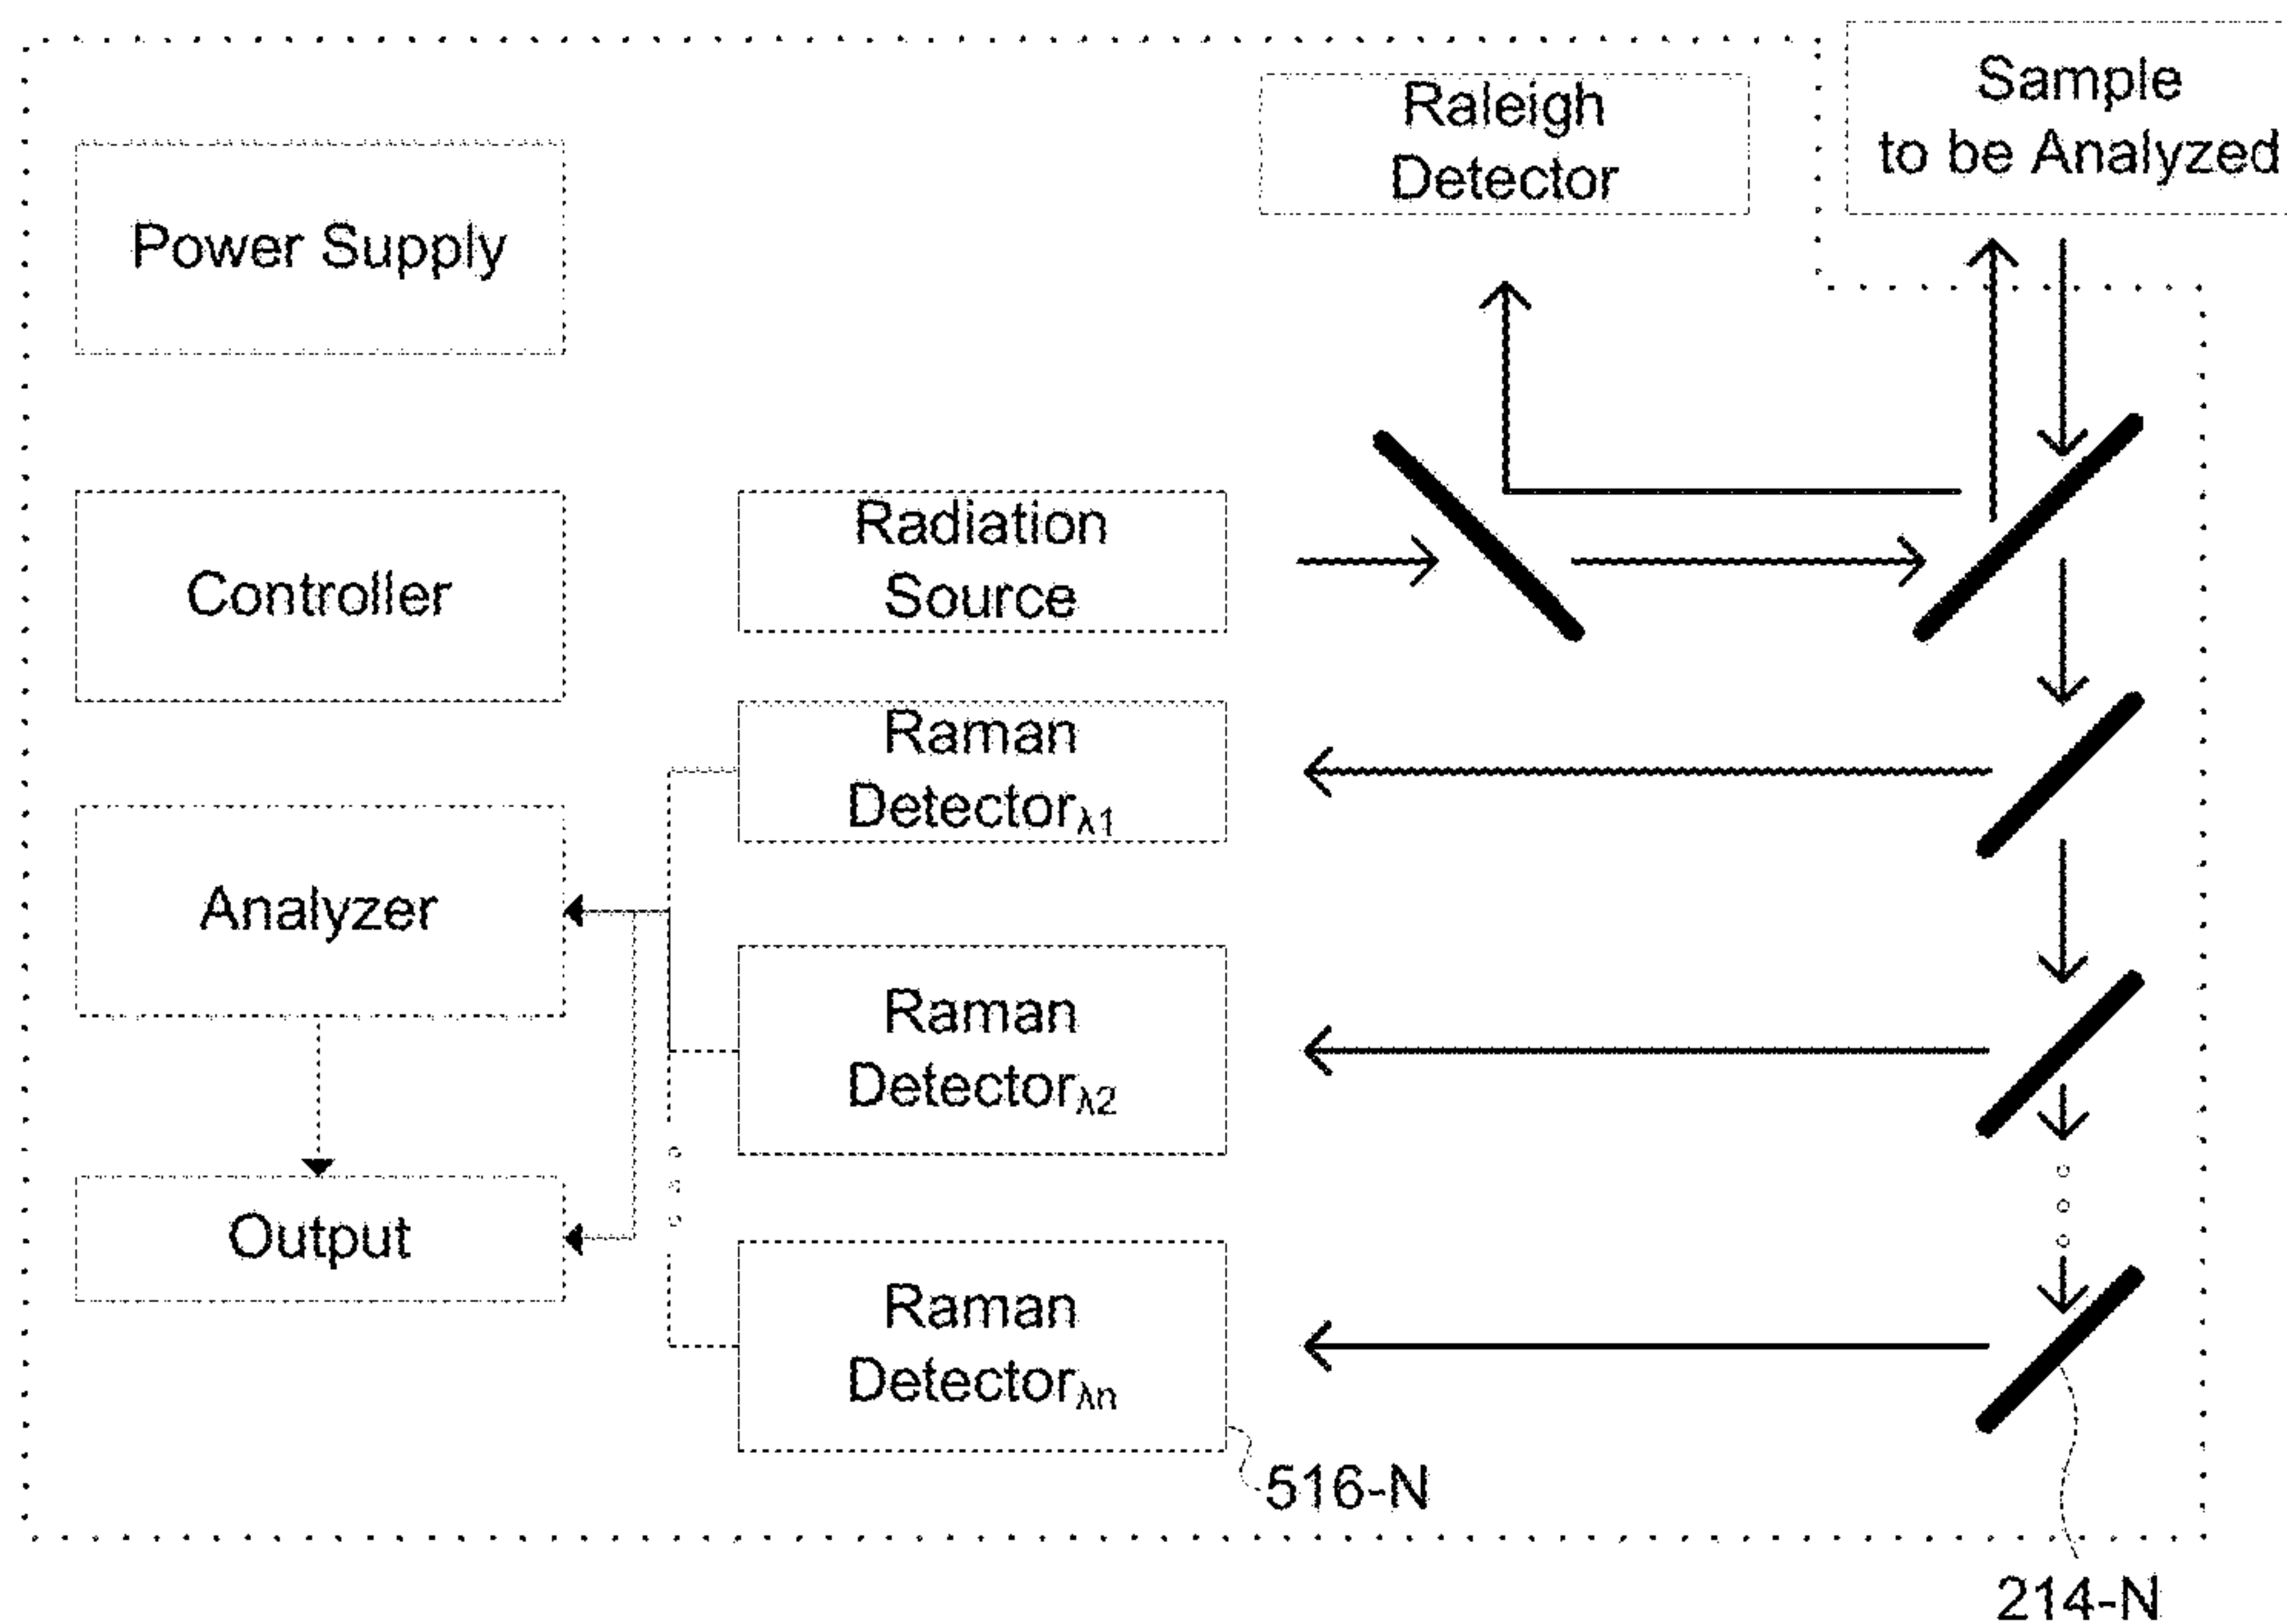 Raleigh
Detector
Sample
to be Analyzed
Power Supply
Controller
Radiation
Source
Raman
Detectorλ1
Analyzer
Raman
Detectorλ2
Output
Raman
Detectorλn
516-N
214-N